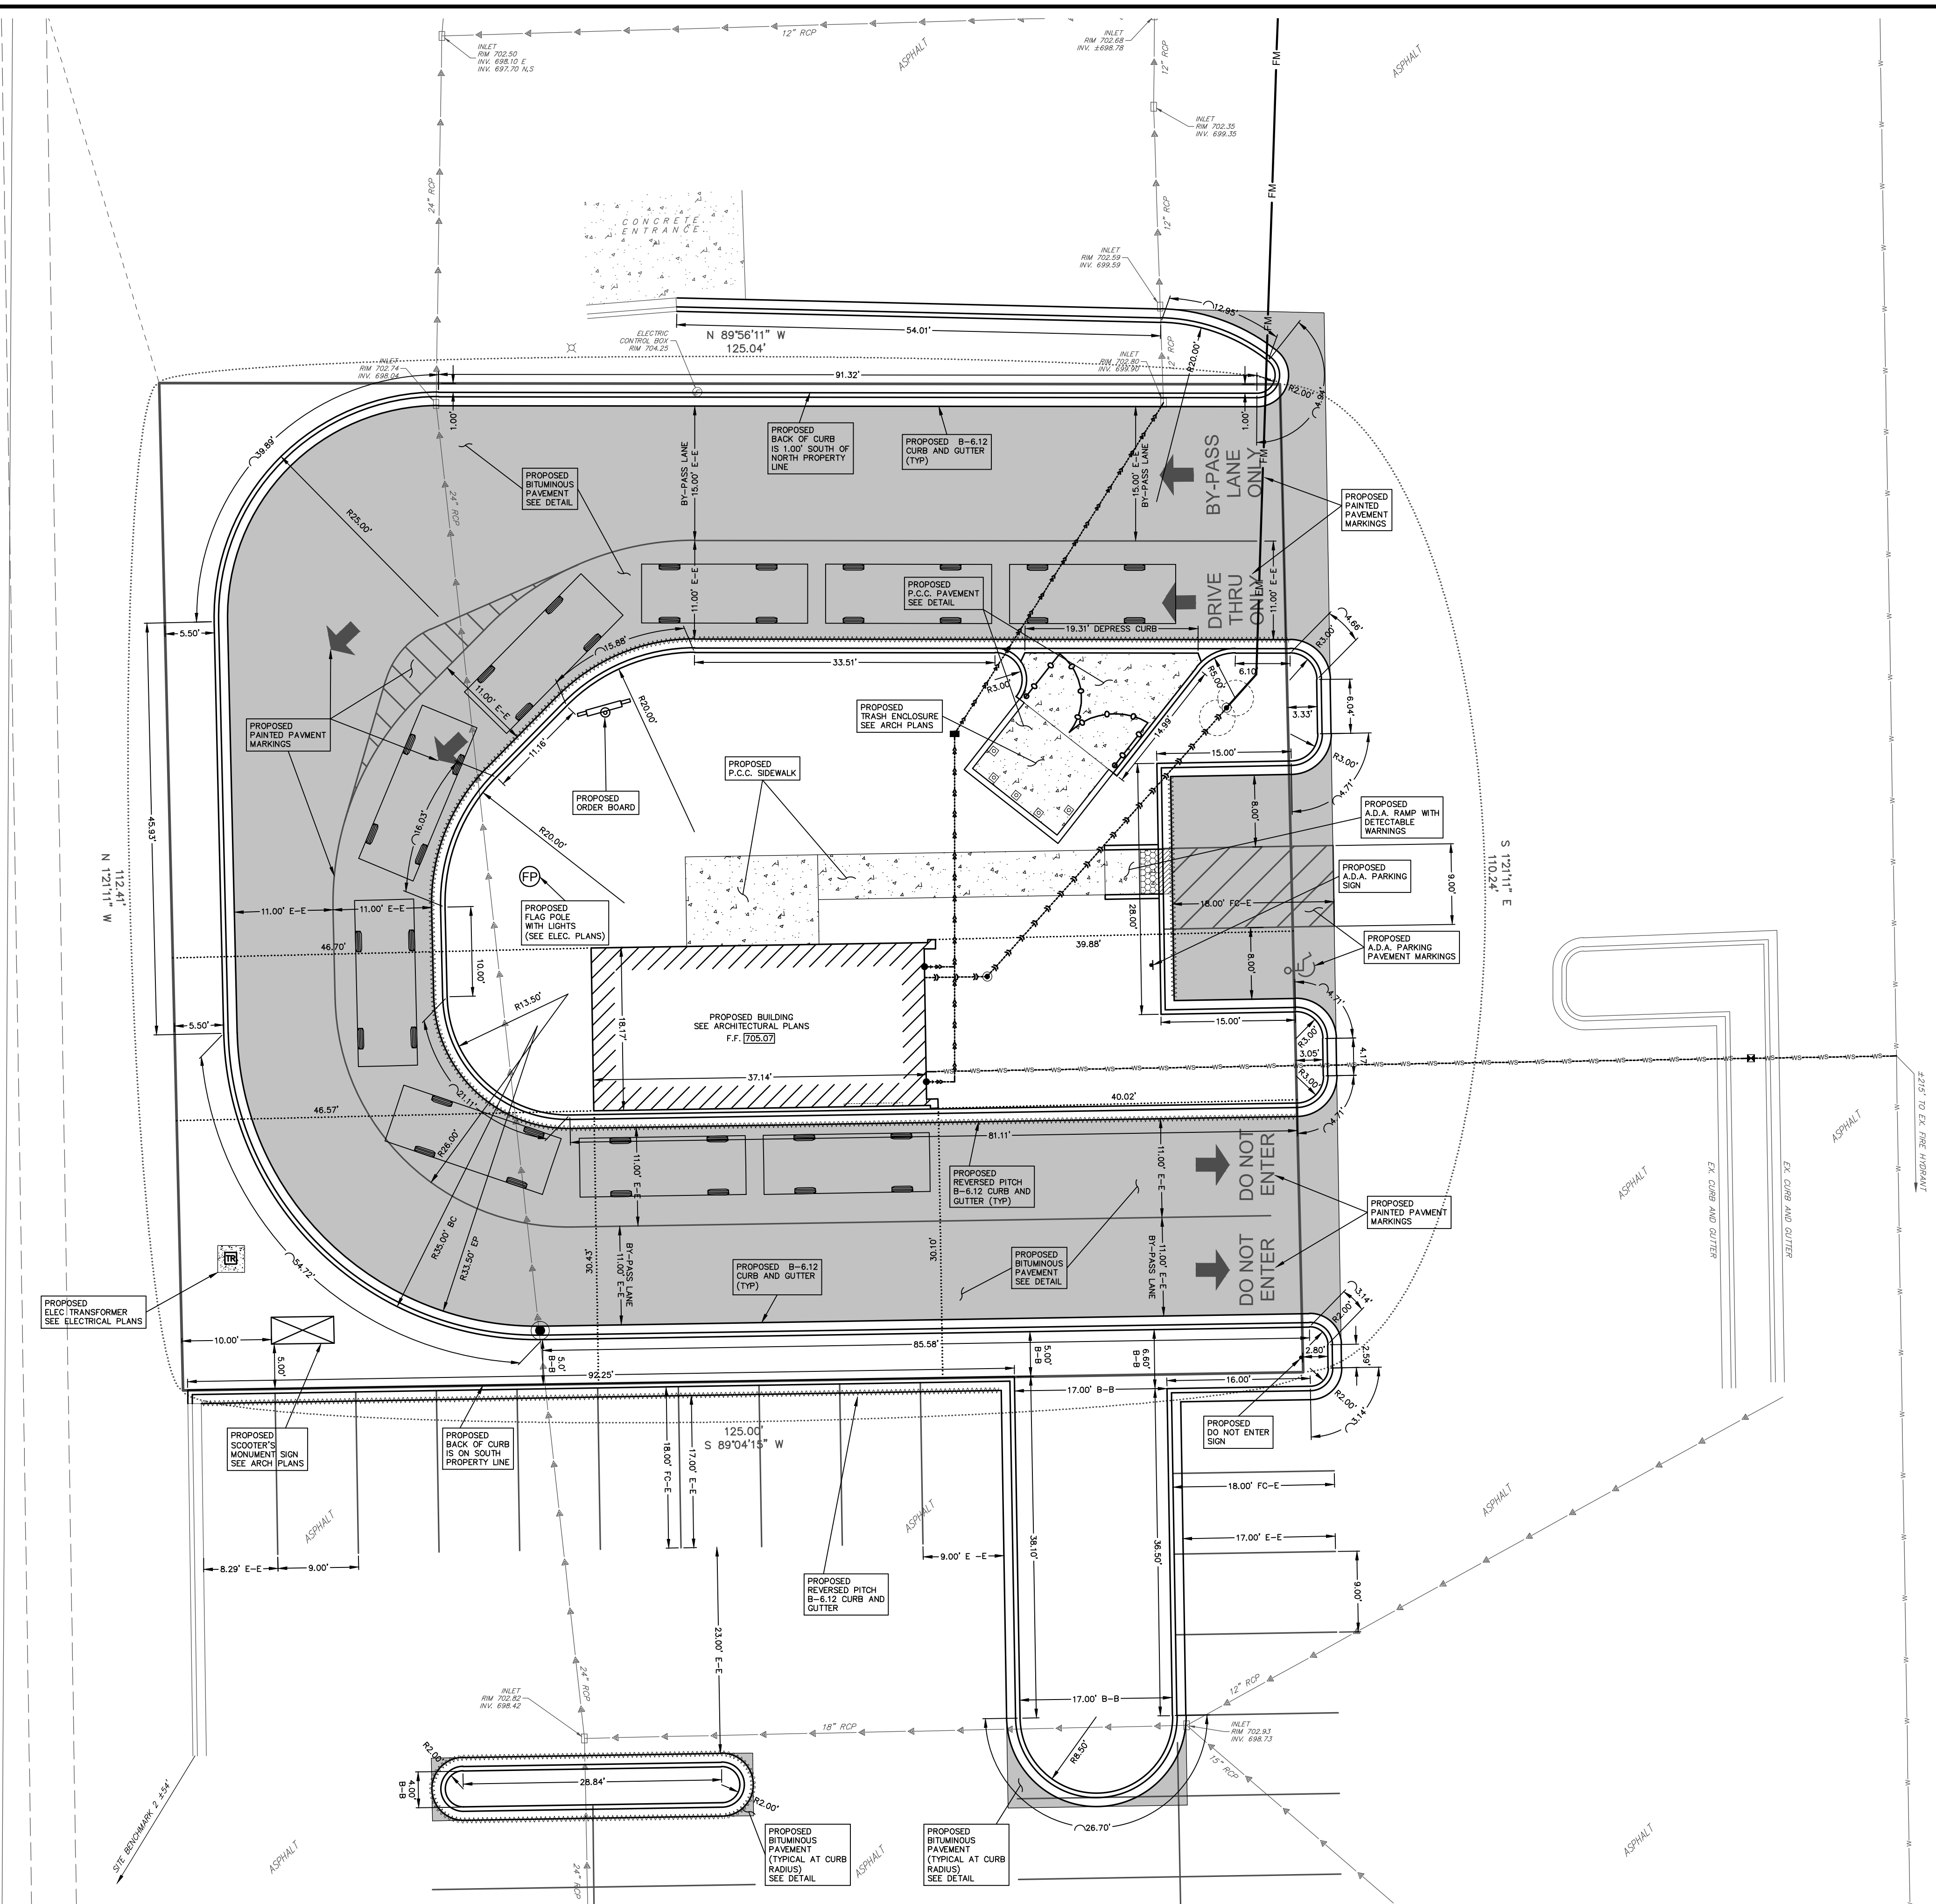 12" RCP
INLET
RIM 702.50
INV. 698.10 E
INV. 697.70 N,S
INLET
RIM 702.68
INV. ±698.78
ASPHALT
ASPHALT
12" RCP
FM
INLET
RIM 702.35
INV. 699.35
24" RCP
12" RCP
FM
CONCRETE
ENTRANCE
INLET
RIM 702.59
INV. 699.59
12.95'
54.01'
FM
N 89°56'11" W
125.04'
ELECTRIC
CONTROL BOX
RIM 704.25
INLET
RIM 702.74
INV. 698.04
INLET
RIM 702.80
INV. 699.90
12" RCP
R20.00'
91.32'
R2.00'
4.94'
1.00'
1.00'
39.89'
PROPOSED
BACK OF CURB
IS 1.00' SOUTH OF
NORTH PROPERTY
LINE
PROPOSED B-6.12
CURB AND GUTTER
(TYP)
BY-PASS LANE
15.00' E-E
BY-PASS LANE
15.00' E-E
BY-PASS
LANE
ONLY
FM
PROPOSED
BITUMINOUS
PAVEMENT
SEE DETAIL
24" RCP
PROPOSED
PAINTED
PAVEMENT
MARKINGS
R25.00'
11.00' E-E
PROPOSED
P.C.C. PAVEMENT
SEE DETAIL
DRIVE
THRU
ONLY
FM
11.00' E-E
5.50'
19.31' DEPRESS CURB
4.66'
R3.00'
15.88'
33.51'
6.10'
R5.00'
R3.00'
11.00' E-E
R20.00'
3.33'
6.04'
PROPOSED
PAINTED PAVMENT
MARKINGS
PROPOSED
TRASH ENCLOSURE
SEE ARCH PLANS
14.99'
11.16'
15.00'
R3.00'
4.71'
PROPOSED
P.C.C. SIDEWALK
PROPOSED
ORDER BOARD
45.93'
16.03'
R20.00'
8.00'
PROPOSED
A.D.A. RAMP WITH
DETECTABLE
WARNINGS
N 1°21'11" W
112.41'
S 1°21'11" E
110.24'
FP
PROPOSED
FLAG POLE
WITH LIGHTS
(SEE ELEC. PLANS)
PROPOSED
A.D.A. PARKING
SIGN
9.00'
11.00' E-E
11.00' E-E
18.00' FC-E
28.00'
46.70'
39.88'
PROPOSED
A.D.A. PARKING
PAVEMENT MARKINGS
10.00'
8.00'
R13.50'
PROPOSED BUILDING
SEE ARCHITECTURAL PLANS
F.F. 705.07
18.17'
5.50'
15.00'
4.71'
R3.00'
3.05'
4.17'
R3.00'
37.14'
WS WS WS WS WS WS WS WS WS WS
46.57'
21.11'
40.02'
4.71'
81.11'
R26.00'
11.00' E-E
11.00' E-E
PROPOSED
REVERSED PITCH
B-6.12 CURB AND
GUTTER (TYP)
DO NOT
ENTER
PROPOSED
PAINTED PAVMENT
MARKINGS
±215' TO EX. FIRE HYDRANT
ASPHALT
ASPHALT
EX. CURB AND GUTTER
EX. CURB AND GUTTER
R35.00' BC
R33.50' EP
30.43'
BY-PASS LANE
11.00' E-E
30.10'
PROPOSED B-6.12
CURB AND GUTTER
(TYP)
PROPOSED
BITUMINOUS
PAVEMENT
SEE DETAIL
11.00' E-E
BY-PASS LANE
DO NOT
ENTER
TR
54.72'
PROPOSED
ELEC TRANSFORMER
SEE ELECTRICAL PLANS
3.14'
R2.00'
10.00'
5.00'
85.58'
5.0'
B-B
5.00'
B-B
6.60'
B-B
2.80'
2.59'
92.25'
17.00' B-B
16.00'
R2.00'
3.14'
PROPOSED
SCOOTER'S
MONUMENT SIGN
SEE ARCH PLANS
PROPOSED
BACK OF CURB
IS ON SOUTH
PROPERTY LINE
125.00'
S 89°04'15" W
18.00' FC-E
17.00' E-E
PROPOSED
DO NOT ENTER
SIGN
18.00' FC-E
ASPHALT
ASPHALT
ASPHALT
17.00' E-E
8.29' E-E
9.00'
9.00' E -E
38.10'
36.50'
9.00'
PROPOSED
REVERSED PITCH
B-6.12 CURB AND
GUTTER
23.00' E-E
24" RCP
INLET
RIM 702.82
INV. 698.42
18" RCP
17.00' B-B
12" RCP
INLET
RIM 702.93
INV. 698.73
15" RCP
R8.50'
R2.00'
4.00'
B-B
28.84'
R2.00'
26.70'
SITE BENCHMARK 2 ±54'
ASPHALT
PROPOSED
BITUMINOUS
PAVEMENT
(TYPICAL AT CURB
RADIUS)
SEE DETAIL
ASPHALT
PROPOSED
BITUMINOUS
PAVEMENT
(TYPICAL AT CURB
RADIUS)
SEE DETAIL
ASPHALT
24" RCP